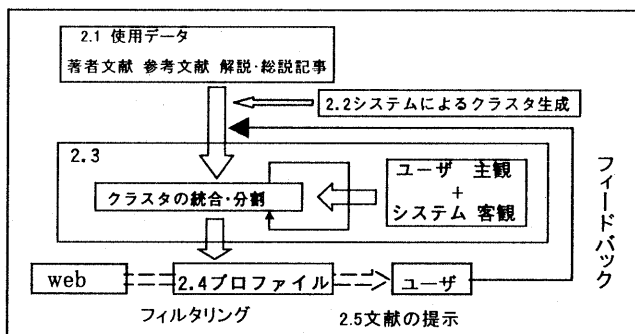 2.1 使用データ
著者文献 参考文献 解説・総説記事
2.2システムによるクラスタ生成
2.3
クラスタの統合・分割
ユーザ 主観
+
システム 客観
フィードバック
web
2.4プロファイル
ユーザ
フィルタリング
2.5文献の提示